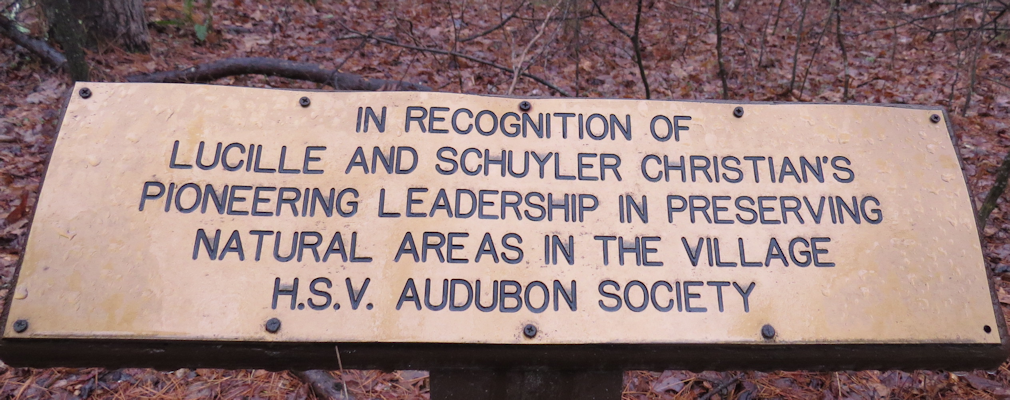 IN RECOGNITION OF
LUCILLE AND SCHUYLER CHRISTIAN'S
PIONEERING LEADERSHIP IN PRESERVING
NATURAL AREAS IN THE VILLAGE
H.S.V. AUDUBON SOCIETY